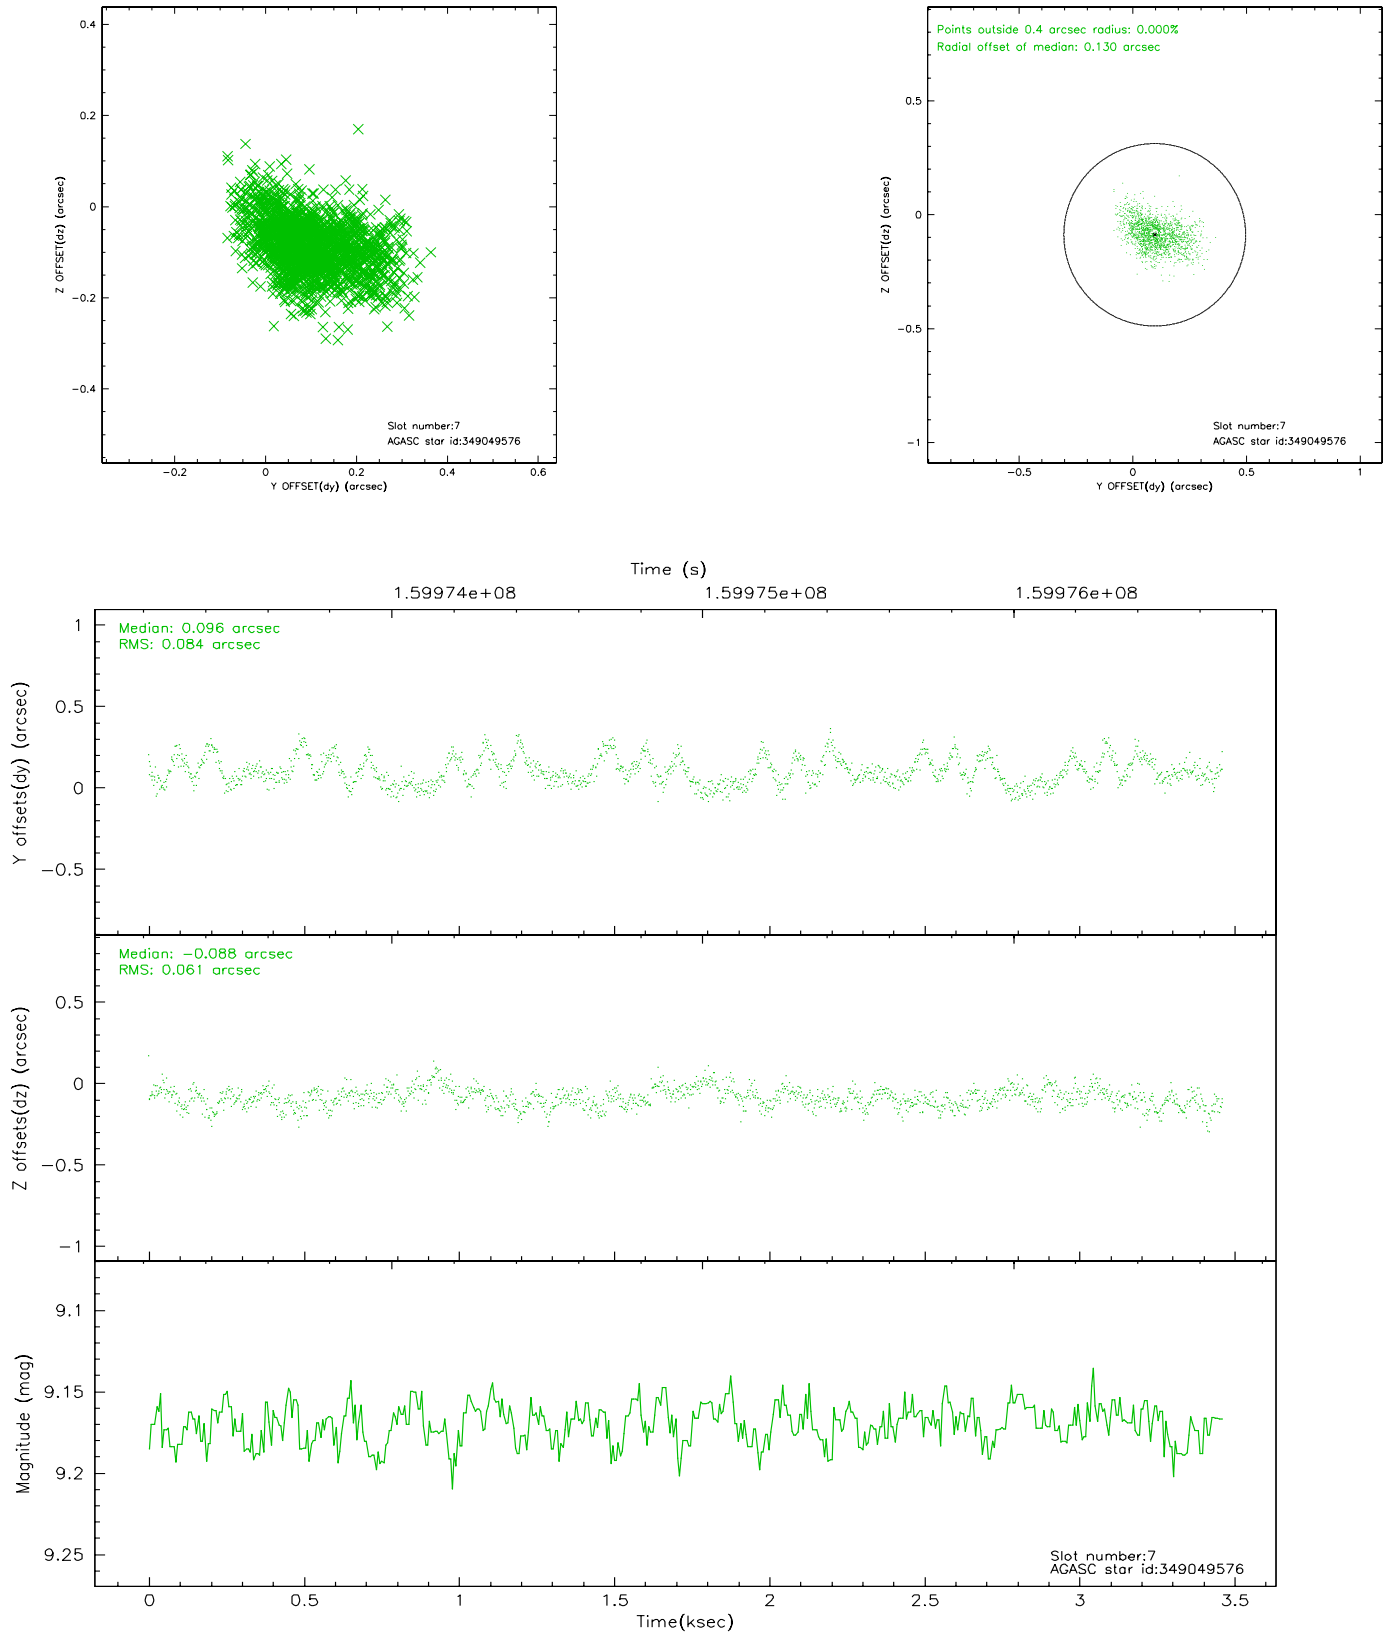 0.4
0.2
0
−0.2
−0.4
Z OFFSET(dz) (arcsec)
−0.2 0 0.2 0.4 0.6
Y OFFSET(dy) (arcsec)
Slot number:7
AGASC star id:349049576
Points outside 0.4 arcsec radius: 0.000%
Radial offset of median: 0.130 arcsec
0.5
0
−0.5
−1
Z OFFSET(dz) (arcsec)
−0.5 0 0.5 1
Y OFFSET(dy) (arcsec)
Slot number:7
AGASC star id:349049576
Time (s)
1.59974e+08 1.59975e+08 1.59976e+08
Median: 0.096 arcsec
RMS: 0.084 arcsec
1
0.5
0
−0.5
Y offsets(dy) (arcsec)
Median: −0.088 arcsec
RMS: 0.061 arcsec
0.5
0
−0.5
−1
Z offsets(dz) (arcsec)
9.1
9.15
9.2
9.25
Magnitude (mag)
Slot number:7
AGASC star id:349049576
0 0.5 1 1.5 2 2.5 3 3.5
Time(ksec)